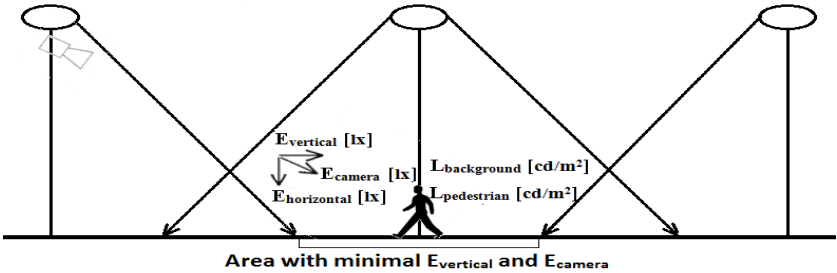 Evertical [lx]
Ecamera [lx]
Ehorizontal [lx]
Lbackground [cd/m²]
Lpedestrian [cd/m²]
Area with minimal Evertical and Ecamera